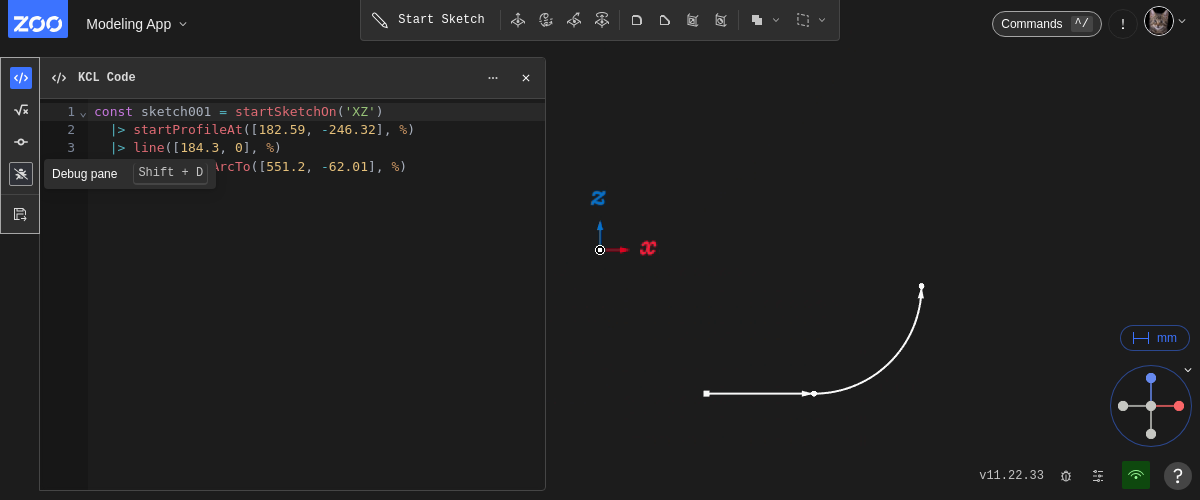 ZOO Modeling App Start Sketch Commands ^/ !
KCL Code
1 const sketch001 = startSketchOn('XZ')
2 |> startProfileAt([182.59, -246.32], %)
3 |> line([184.3, 0], %)
ArcTo([551.2, -62.01], %)
Debug pane Shift + D
z
x
mm
v11.22.33 ?